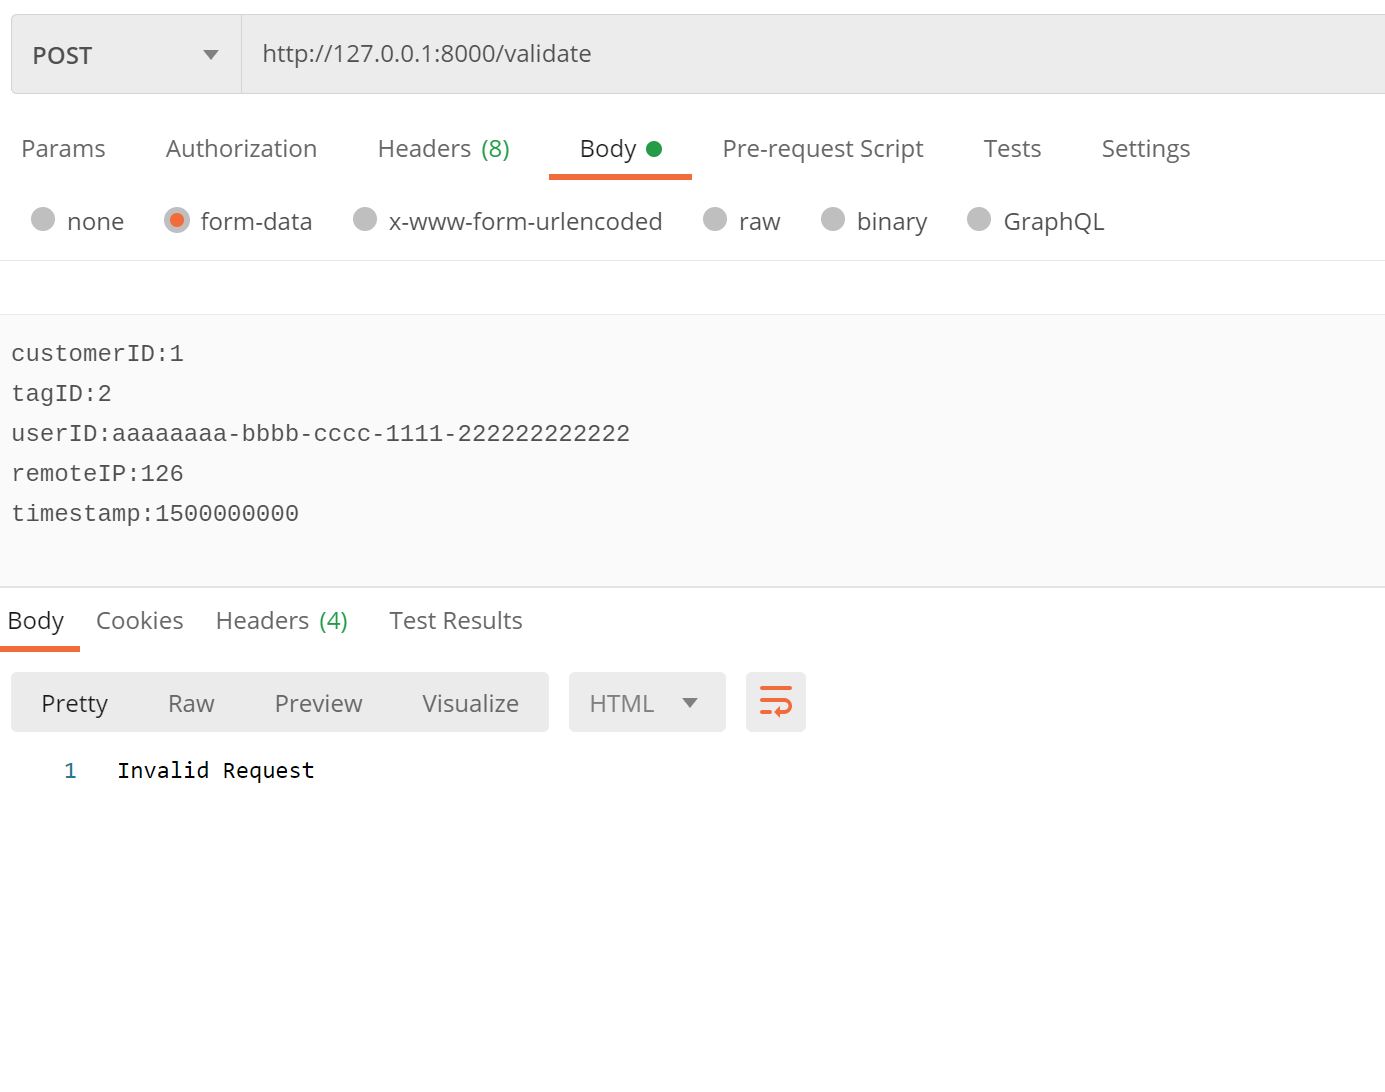 POST http://127.0.0.1:8000/validate
Params Authorization Headers (8) Body Pre-request Script Tests Settings
none form-data x-www-form-urlencoded raw binary GraphQL
customerID:1
tagID:2
userID:aaaaaaaa-bbbb-cccc-1111-222222222222
remoteIP:126
timestamp:1500000000
Body Cookies Headers (4) Test Results
Pretty Raw Preview Visualize HTML
1 Invalid Request